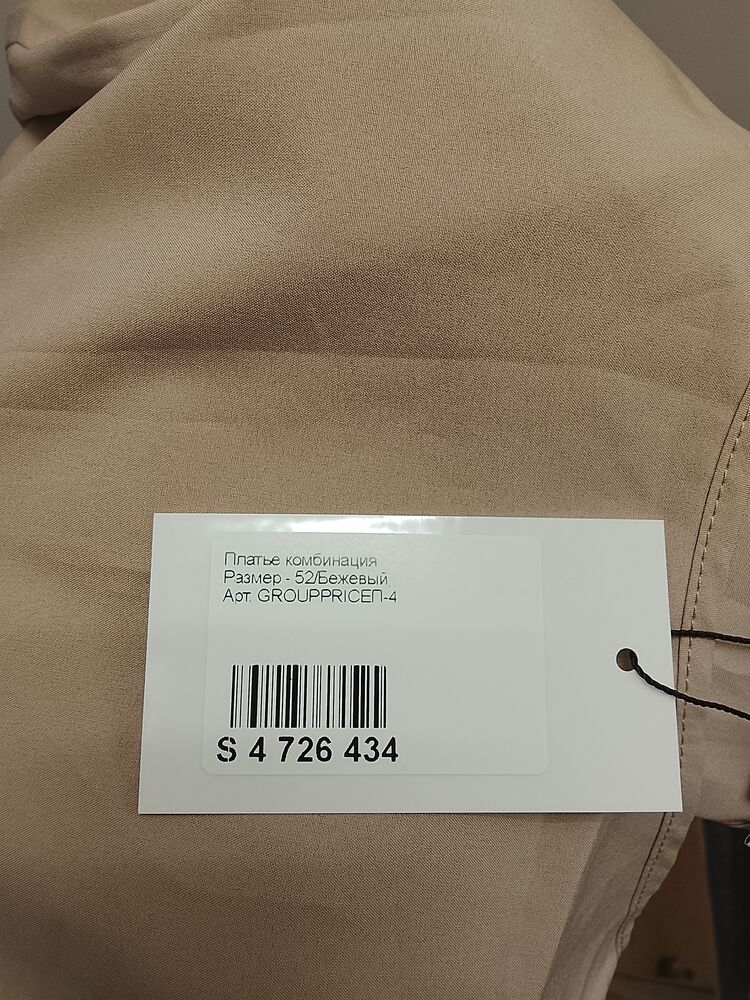 Платье комбинация
Размер - 52/Бежевый,
Арт. GROUPPRICEП-4
S 4 726 434